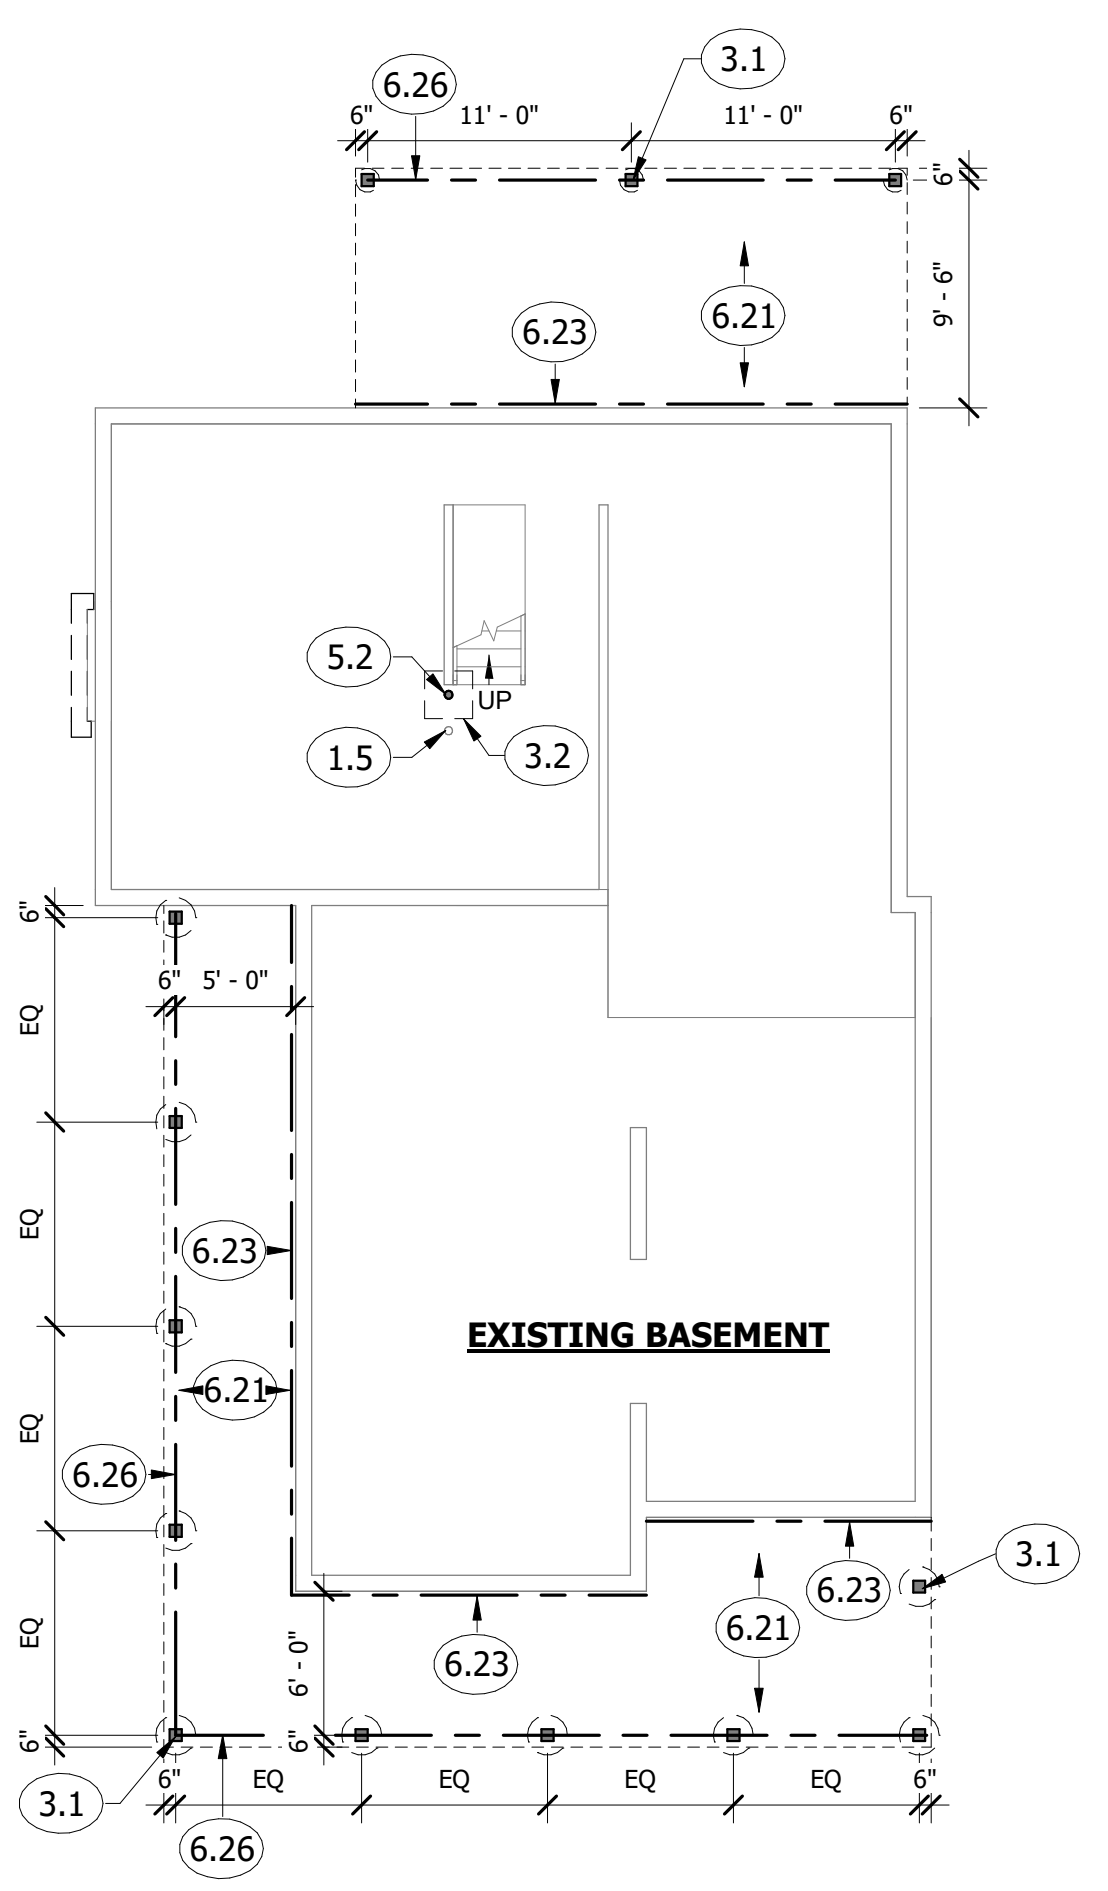 3.1
6.26
6"
11' - 0"
11' - 0"
6"
6"
9' - 6"
6.21
6.23
5.2
UP
1.5
3.2
6"
6"
5' - 0"
EQ
EQ
6.23
EXISTING BASEMENT
6.21
EQ
6.26
3.1
6.23
6.21
EQ
6' - 0"
6.23
6"
6"
6"
EQ
EQ
EQ
EQ
6"
3.1
6.26